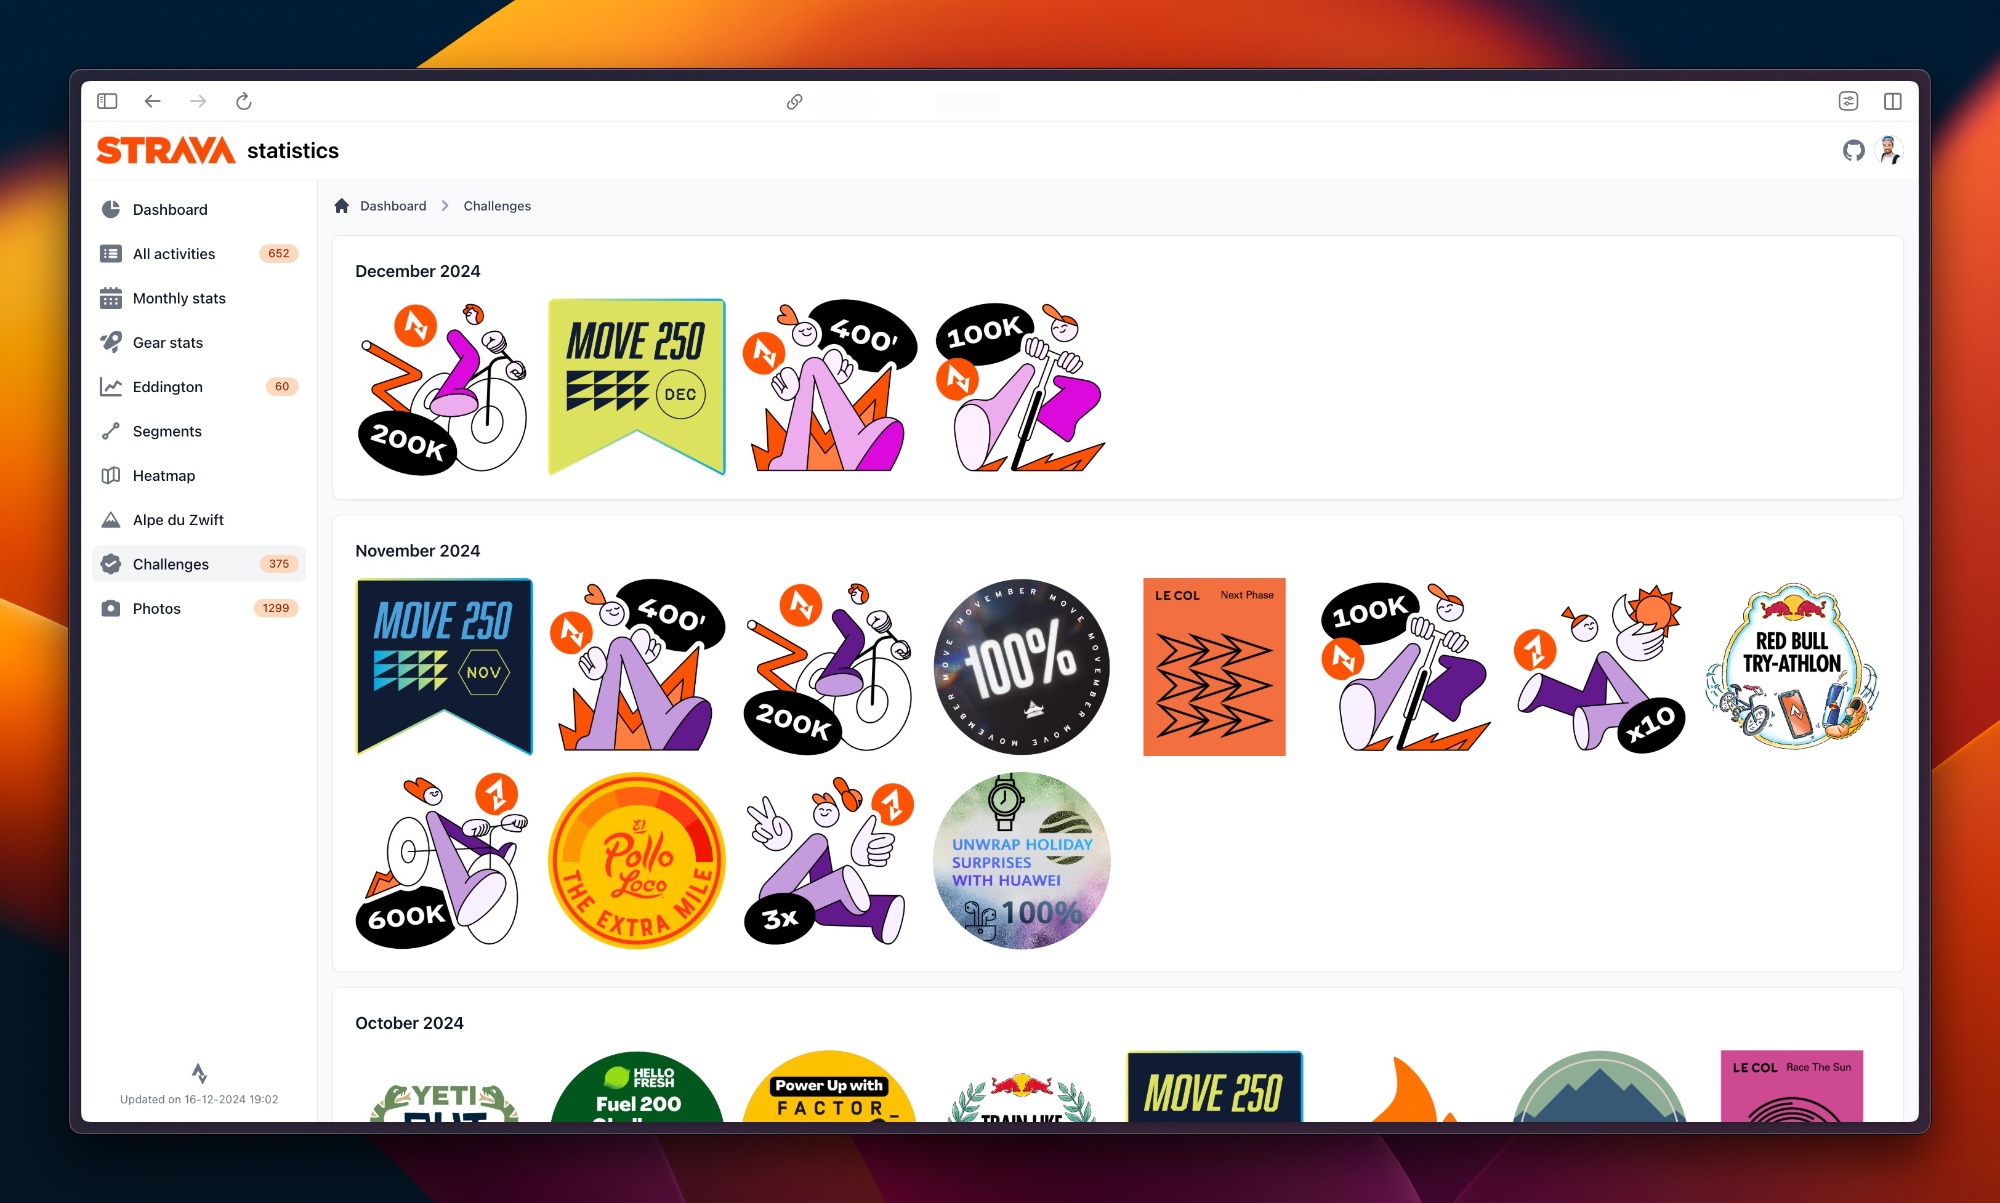 STRAVA statistics
Dashboard
All activities 652
Monthly stats
Gear stats
Eddington 60
Segments
Heatmap
Alpe du Zwift
Challenges 375
Photos 1299
Updated on 16-12-2024 19:02
Dashboard Challenges
December 2024
200K
MOVE 250
DEC
400'
100K
November 2024
MOVE 250
NOV
400'
200K
MOVEMBER MOVEMBER MOVE MOVEMBER MOVE
100%
LE COL Next Phase
100K
x10
RED BULL
TRY-ATHLON
600K
El
Pollo
Loco
THE EXTRA MILE
3x
UNWRAP HOLIDAY
SURPRISES
WITH HUAWEI
100%
October 2024
YETI
HELLO
FRESH
Fuel 200
Power Up with
FACTOR_
TRAIN LIKE
MOVE 250
LE COL Race The Sun